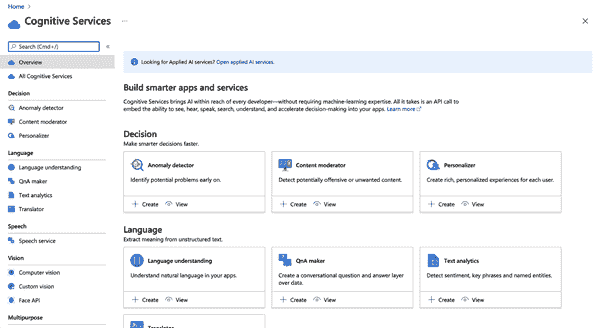 Home >
Cognitive Services ...
Search (Cmd+/)
«
Overview
All Cognitive Services
Decision
Anomaly detector
Content moderator
Personalizer
Language
Language understanding
QnA maker
Text analytics
Translator
Speech
Speech service
Vision
Computer vision
Custom vision
Face API
Multipurpose
Looking for Applied AI services? Open applied AI services.
Build smarter apps and services
Cognitive Services brings AI within reach of every developer—without requiring machine-learning expertise. All it takes is an API call to
embed the ability to see, hear, speak, search, understand, and accelerate decision-making into your apps. Learn more
Decision
Make smarter decisions faster.
Anomaly detector
Identify potential problems early on.
+ Create View
Content moderator
Detect potentially offensive or unwanted content.
+ Create View
Personalizer
Create rich, personalized experiences for each user.
+ Create View
Language
Extract meaning from unstructured text.
Language understanding
Understand natural language in your apps.
+ Create View
QnA maker
Create a conversational question and answer layer
over data.
+ Create View
Text analytics
Detect sentiment, key phrases and named entities.
+ Create View
Translator